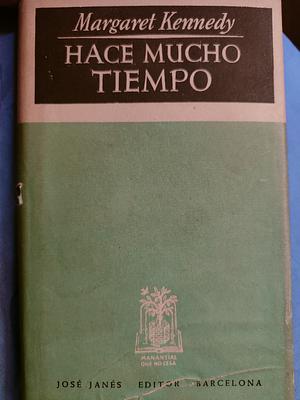 Margaret Kennedy
HACE MUCHO
TIEMPO
MANANTIAL
QUE NO CESA
JOSÉ JANÉS EDITOR - BARCELONA